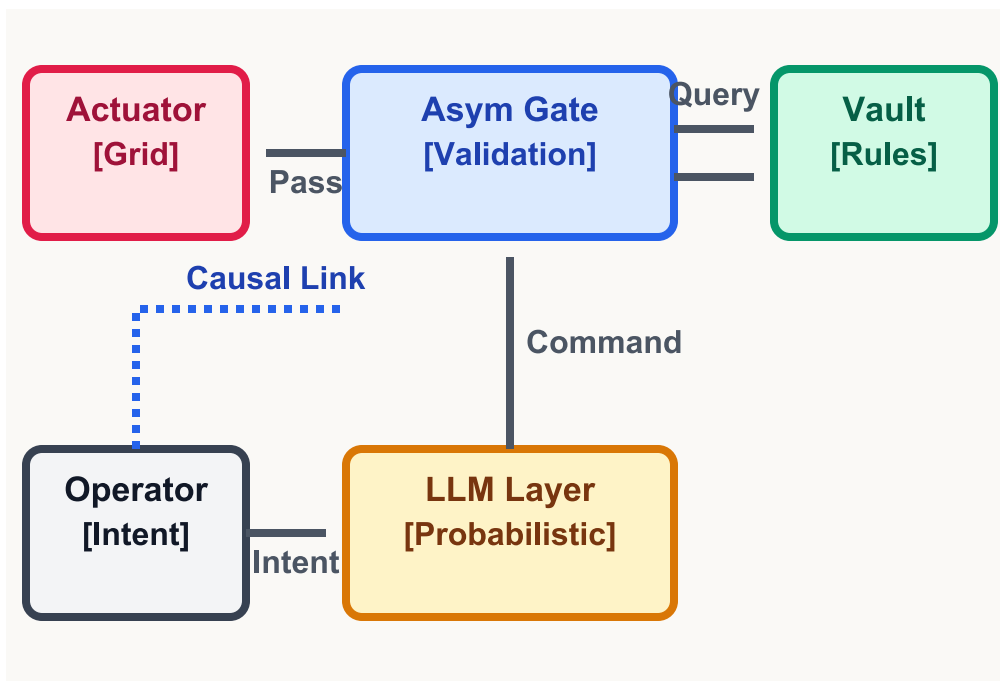 Actuator
[Grid]
Pass
Asym Gate
[Validation]
Query
Vault
[Rules]
Causal Link
Command
Operator
[Intent]
Intent
LLM Layer
[Probabilistic]